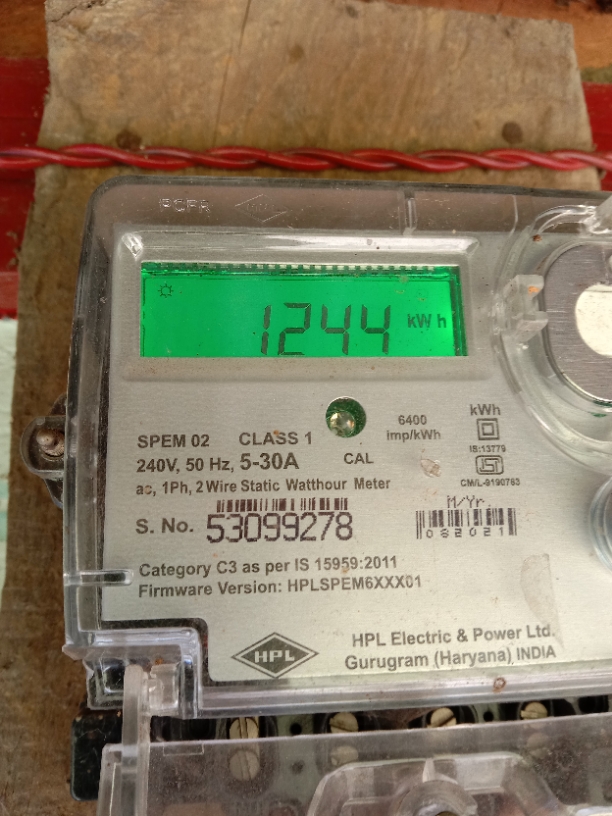 1244 kW h
6400
imp/kWh
kWh
IS:13779
CM/L-9190763
SPEM 02 CLASS 1
240V, 50 Hz, 5-30A CAL
ac, 1Ph, 2 Wire Static Watthour Meter
M/Yr
S. No. 53099278
082021
Category C3 as per IS 15959:2011
Firmware Version: HPLSPEM6XXX01
HPL
HPL Electric & Power Ltd.
Gurugram (Haryana) INDIA